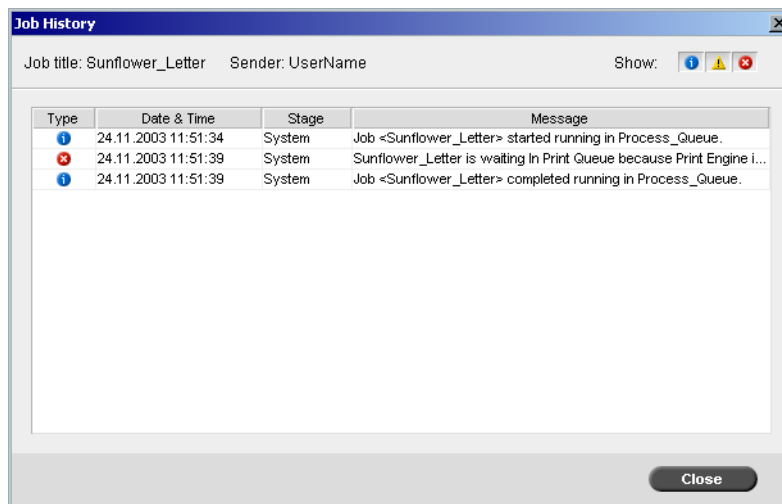 Job History
Job title: Sunflower_Letter Sender: UserName Show:
Type Date & Time Stage Message
24.11.2003 11:51:34 System Job <Sunflower_Letter> started running in Process_Queue.
24.11.2003 11:51:39 System Sunflower_Letter is waiting In Print Queue because Print Engine i...
24.11.2003 11:51:39 System Job <Sunflower_Letter> completed running in Process_Queue.
Close